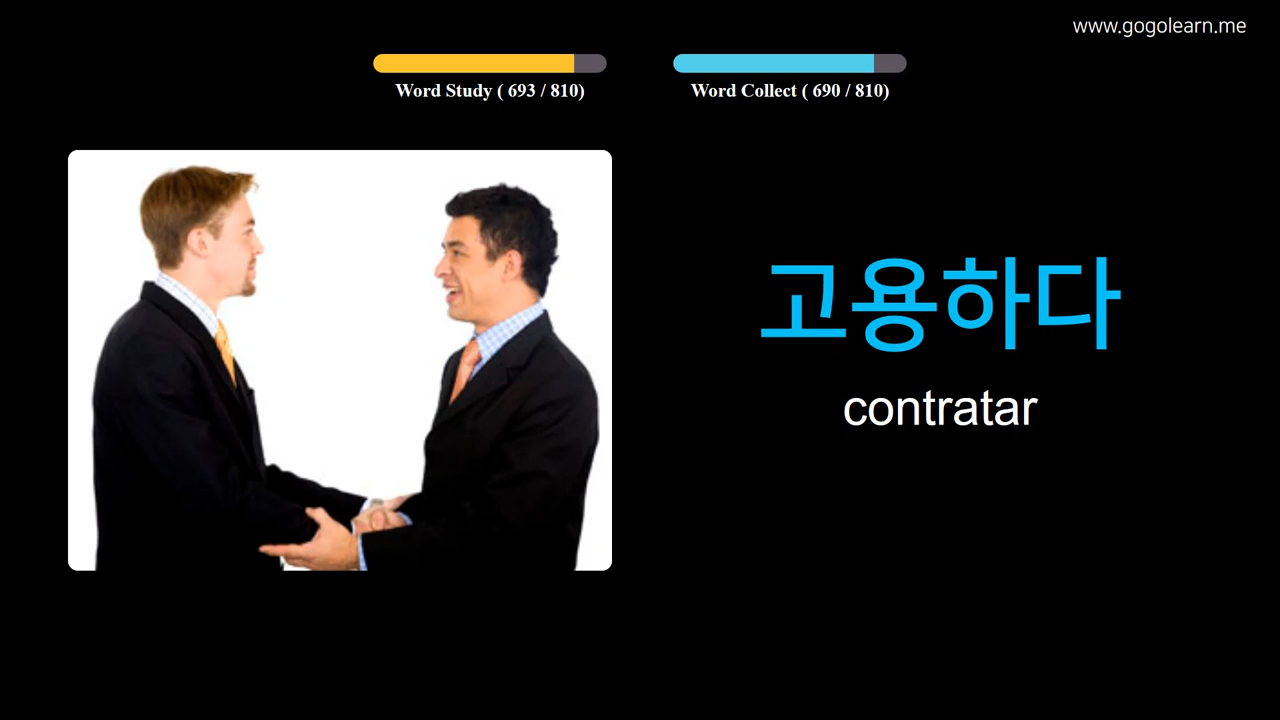 www.gogolearn.me
Word Study ( 693 / 810)
Word Collect ( 690 / 810)
고용하다
contratar